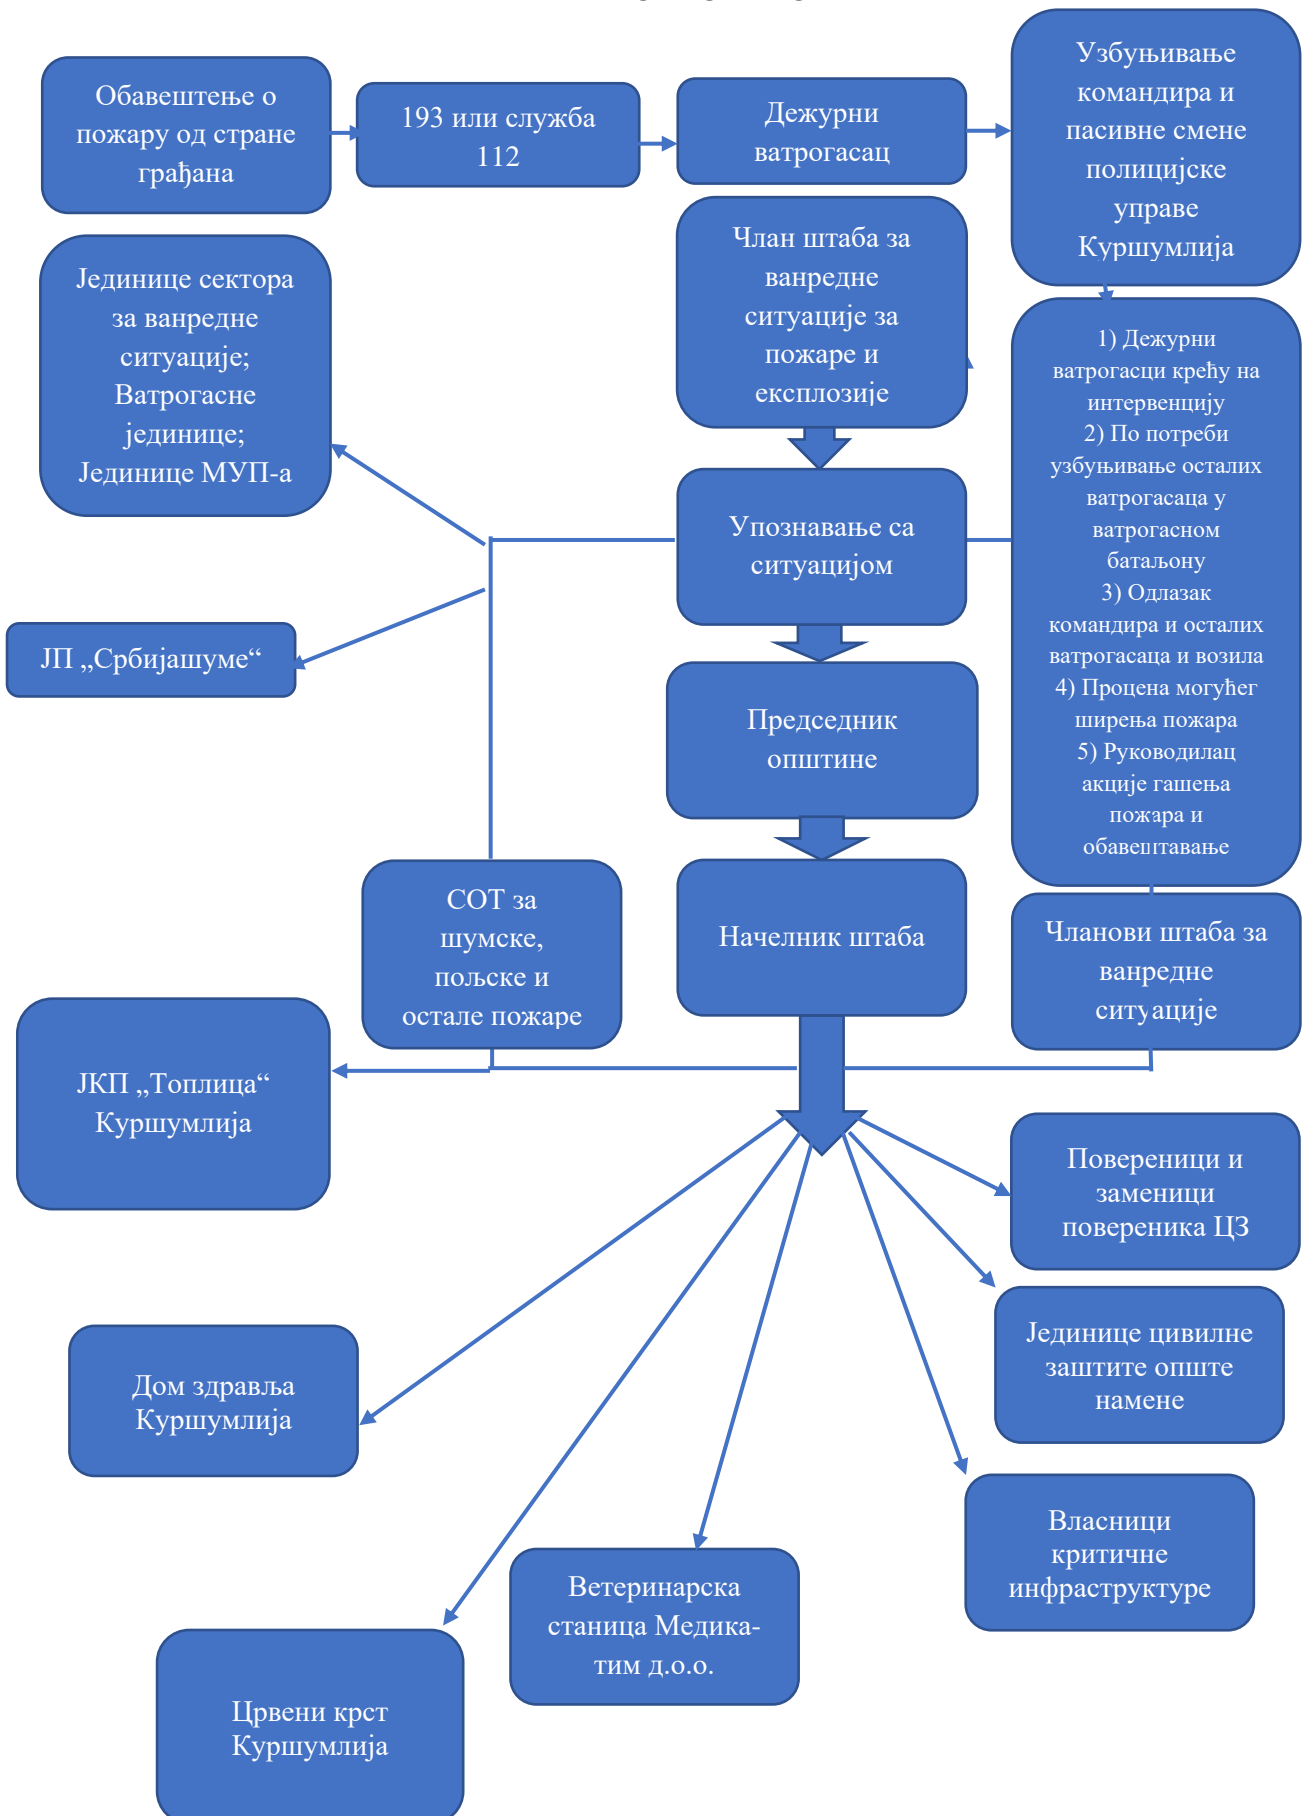 Обавештење о
пожару од стране
грађана
193 или служба
112
Дежурни
ватрогасац
Узбуњивање
командира и
пасивне смене
полицијске
управе
Куршумлија
Јединице сектора
за ванредне
ситуације;
Ватрогасне
јединице;
Јединице МУП-а
Члан штаба за
ванредне
ситуације за
пожаре и
експлозије
1) Дежурни
ватрогасци крећу на
интервенцију
2) По потреби
узбуњивање осталих
ватрогасаца у
ватрогасном
батаљону
3) Одлазак
командира и осталих
ватрогасаца и возила
4) Процена могућег
ширења пожара
5) Руководилац
акције гашења
пожара и
обавештавање
Упознавање са
ситуацијом
ЈП „Србијашуме“
Председник
општине
СОТ за
шумске,
пољске и
остале пожаре
Начелник штаба
Чланови штаба за
ванредне
ситуације
ЈКП „Топлица“
Куршумлија
Повереници и
заменици
повереника ЦЗ
Јединице цивилне
заштите опште
намене
Дом здравља
Куршумлија
Власници
критичне
инфраструктуре
Ветеринарска
станица Медика-
тим д.о.о.
Црвени крст
Куршумлија